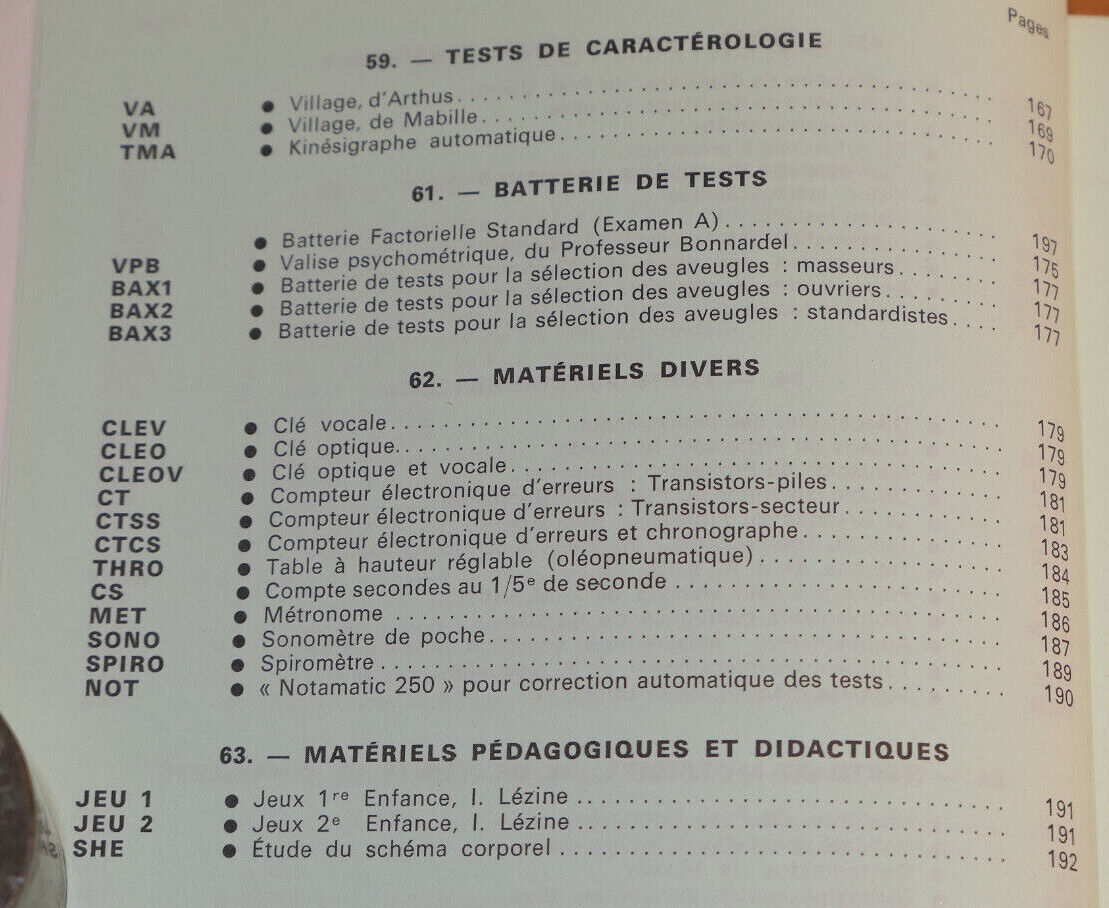 Pages
59. — TESTS DE CARACTÉROLOGIE
VA ● Village, d'Arthus. . . . . . . . . . 167
VM ● Village, de Mabille. . . . . . . . . . 169
TMA ● Kinésigraphe automatique. . . . . . . . . . 170
61. — BATTERIE DE TESTS
● Batterie Factorielle Standard (Examen A) . . . . . . . . . . 197
VPB ● Valise psychométrique, du Professeur Bonnardel. . . . . . . . . . 175
BAX1 ● Batterie de tests pour la sélection des aveugles : masseurs. . . . . . . . 177
BAX2 ● Batterie de tests pour la sélection des aveugles : ouvriers. . . . . . . . . 177
BAX3 ● Batterie de tests pour la sélection des aveugles : standardistes. . . . 177
62. — MATÉRIELS DIVERS
CLEV ● Clé vocale. . . . . . . . . . 179
CLEO ● Clé optique. . . . . . . . . . 179
CLEOV ● Clé optique et vocale. . . . . . . . . . 179
CT ● Compteur électronique d'erreurs : Transistors-piles. . . . . . . . . . 181
CTSS ● Compteur électronique d'erreurs : Transistors-secteur. . . . . . . . . . 181
CTCS ● Compteur électronique d'erreurs et chronographe. . . . . . . . . . 183
THRO ● Table à hauteur réglable (oléopneumatique) . . . . . . . . . . 184
CS ● Compte secondes au 1/5e de seconde . . . . . . . . . . 185
MET ● Métronome . . . . . . . . . . 186
SONO ● Sonomètre de poche. . . . . . . . . . 187
SPIRO ● Spiromètre . . . . . . . . . . 189
NOT ● « Notamatic 250 » pour correction automatique des tests. . . . . . . . . 190
63. — MATÉRIELS PÉDAGOGIQUES ET DIDACTIQUES
JEU 1 ● Jeux 1re Enfance, I. Lézine . . . . . . . . . . 191
JEU 2 ● Jeux 2e Enfance, I. Lézine . . . . . . . . . . 191
SHE ● Étude du schéma corporel . . . . . . . . . . 192